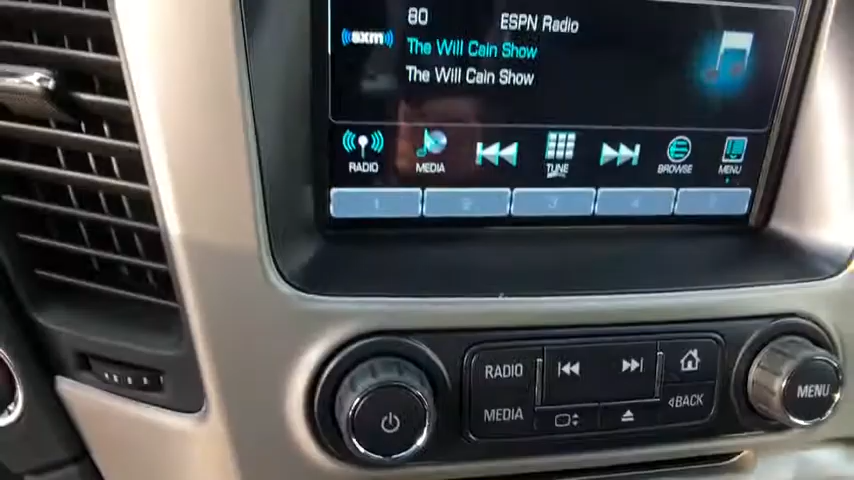 80 ESPN Radio
((sxm))
The Will Cain Show
The Will Cain Show
RADIO MEDIA TUNE BROWSE MENU
1 2 3 4 5
RADIO
MEDIA
BACK
MENU